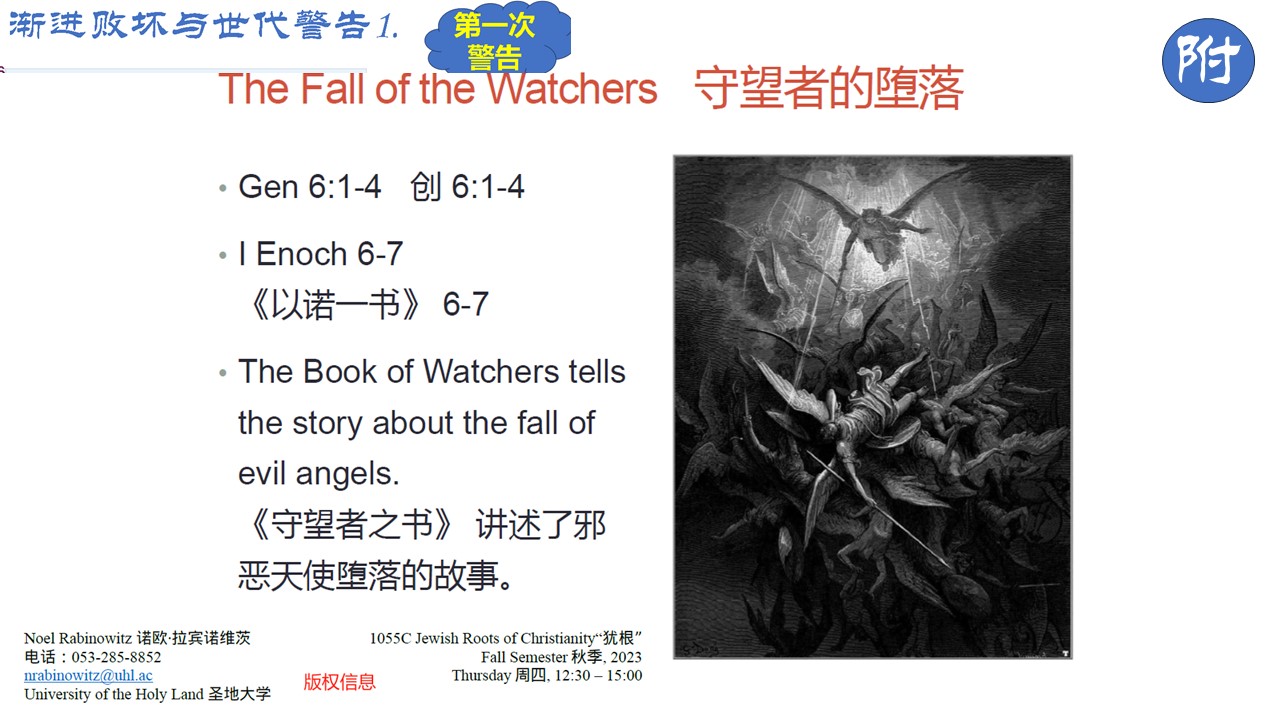 渐进败坏与世代警告1.
第一次
警告
附
The Fall of the Watchers 守望者的堕落
• Gen 6:1-4 创 6:1-4
• I Enoch 6-7
《以诺一书》 6-7
• The Book of Watchers tells
the story about the fall of
evil angels.
《守望者之书》 讲述了邪
恶天使堕落的故事。
Noel Rabinowitz 诺欧·拉宾诺维茨
电话：053-285-8852
nrabinowitz@uhl.ac
University of the Holy Land 圣地大学
版权信息
1055C Jewish Roots of Christianity“犹根”
Fall Semester 秋季, 2023
Thursday 周四, 12:30 – 15:00